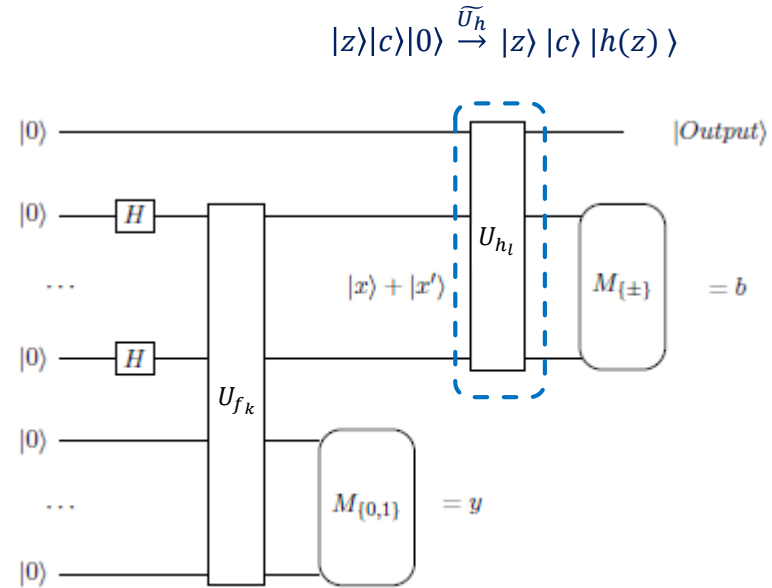 |z⟩|c⟩|0⟩ \overset{\widetilde{U_h}}{\rightarrow} |z⟩ |c⟩ |h(z) ⟩
|0⟩ |Output⟩
|0⟩ H
U_{h_l}
... |x⟩ + |x'⟩ M_{\{±\}} = b
|0⟩ H
U_{f_k}
|0⟩
... M_{\{0,1\}} = y
|0⟩